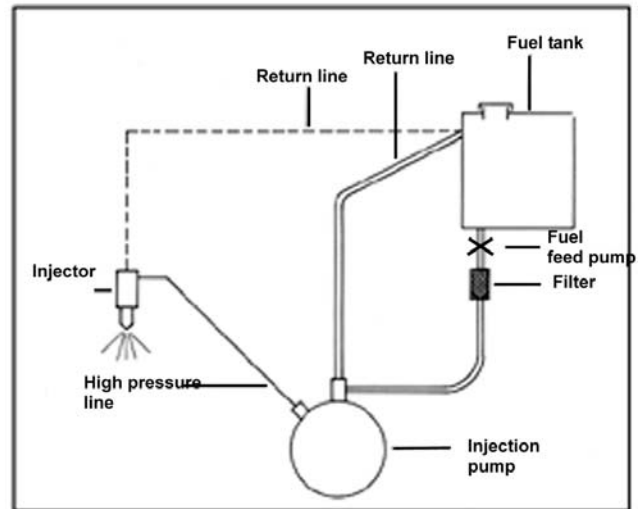 Fuel tank
Return line
Return line
Fuel
feed pump
Injector
Filter
High pressure
line
Injection
pump